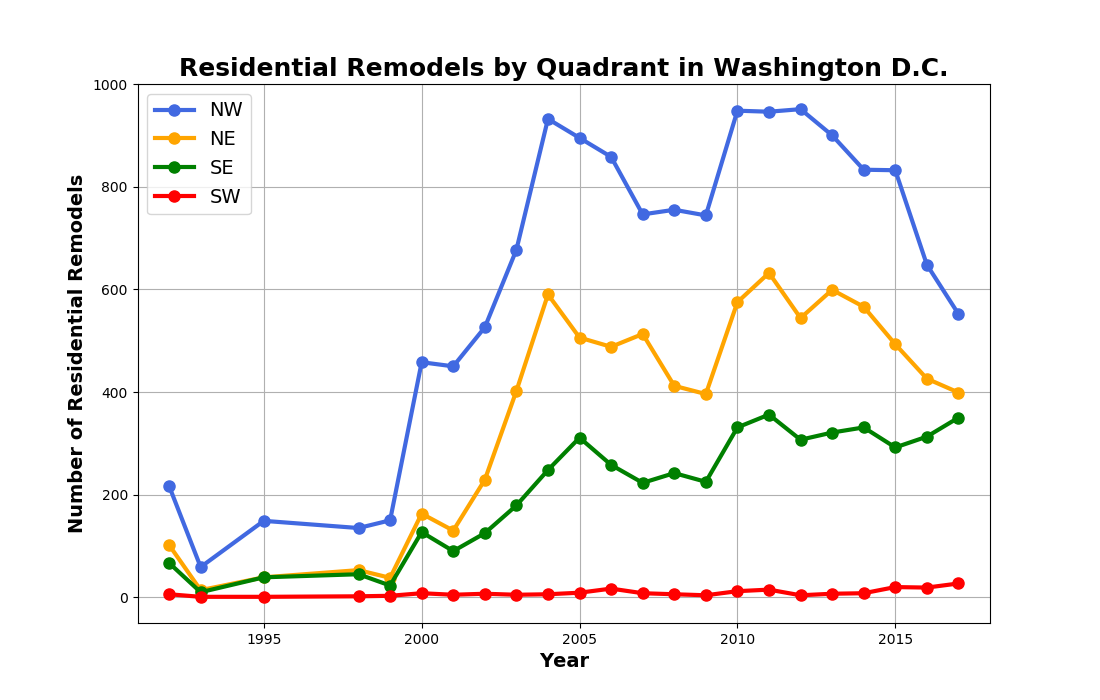 Residential Remodels by Quadrant in Washington D.C.
1000
800
600
400
200
0
Number of Residential Remodels
NW
NE
SE
SW
1995
2000
2005
2010
2015
Year